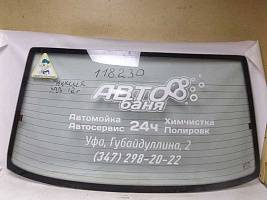 118230
АВТО
баня
Автомойка 24ч Химчистка
Автосервис Полировк
Уфа, Губайдуллина, 2
(347) 298-20-22